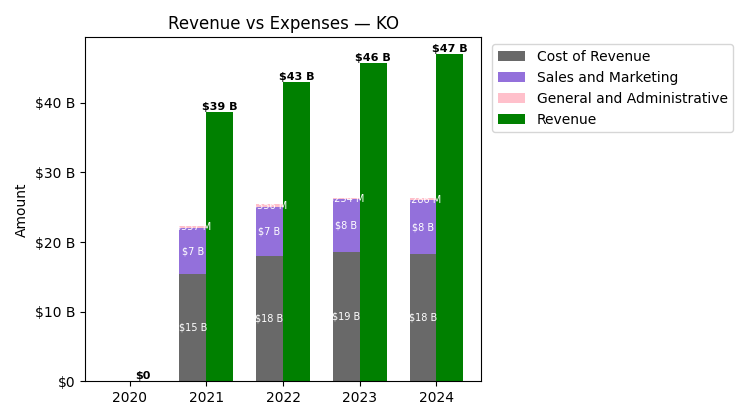 Revenue vs Expenses — KO
Cost of Revenue
Sales and Marketing
General and Administrative
Revenue
Amount
$40 B
$30 B
$20 B
$10 B
$0
$0
$39 B
$43 B
$46 B
$47 B
$7 B
$7 B
$8 B
$8 B
$15 B
$18 B
$19 B
$18 B
2020
2021
2022
2023
2024